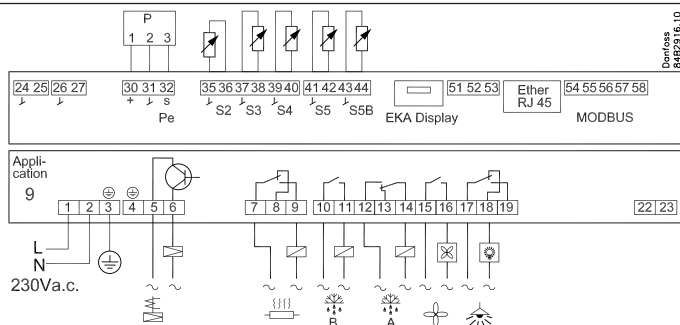 P
1 2 3
Danfoss
84B2916.10
24 25 26 27 30 31 32 35 36 37 38 39 40 41 42 43 44 51 52 53 Ether RJ 45 54 55 56 57 58
+ s S2 S3 S4 S5 S5B
Pe EKA Display MODBUS
Appli-
cation
9
1 2 3 4 5 6 7 8 9 10 11 12 13 14 15 16 17 18 19 22 23
L
N
230Va.c.
B A